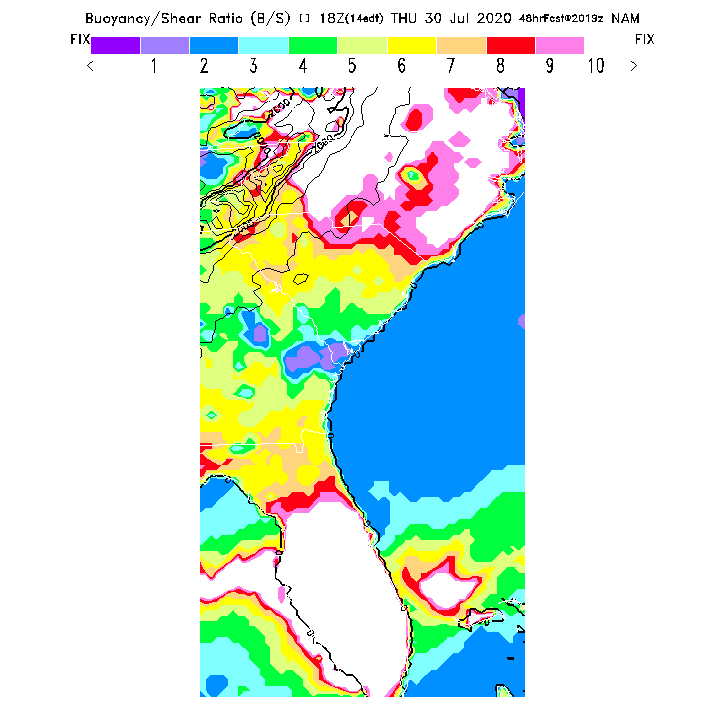 Buoyancy/Shear Ratio (B/S) [] 18Z(14edt) THU 30 Jul 2020 48hrFcst@2019z NAM
FIX FIX
< 1 2 3 4 5 6 7 8 9 10 >